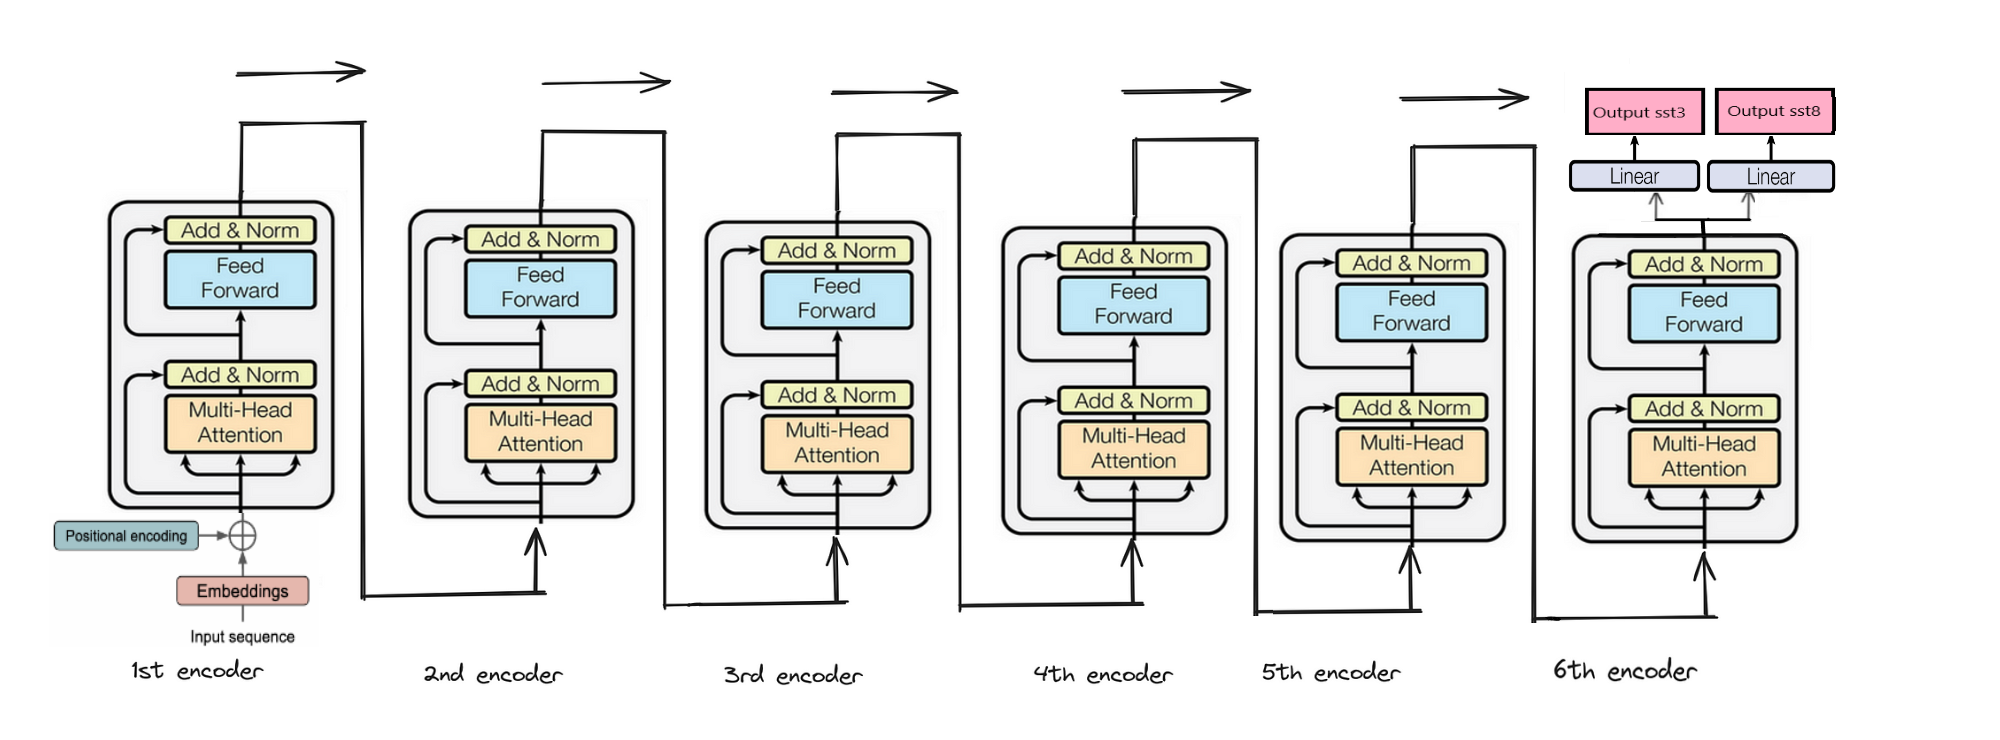 Output sst3
Output sst8
Linear
Linear
Add & Norm
Feed
Forward
Add & Norm
Multi-Head
Attention
Positional encoding
Embeddings
Input sequence
1st encoder
Add & Norm
Feed
Forward
Add & Norm
Multi-Head
Attention
2nd encoder
Add & Norm
Feed
Forward
Add & Norm
Multi-Head
Attention
3rd encoder
Add & Norm
Feed
Forward
Add & Norm
Multi-Head
Attention
4th encoder
Add & Norm
Feed
Forward
Add & Norm
Multi-Head
Attention
5th encoder
Add & Norm
Feed
Forward
Add & Norm
Multi-Head
Attention
6th encoder